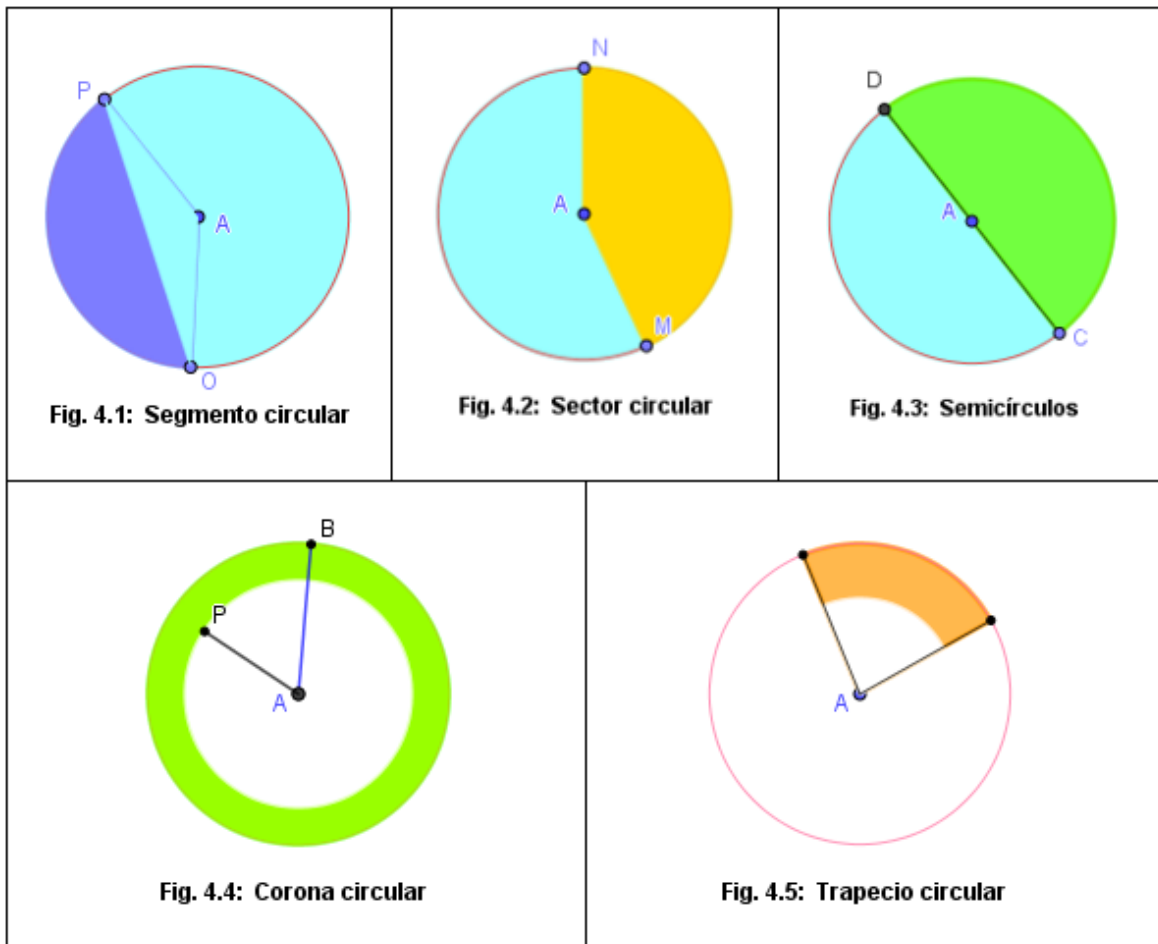 P
A
O
Fig. 4.1: Segmento circular
N
A
M
Fig. 4.2: Sector circular
D
A
C
Fig. 4.3: Semicírculos
B
P
A
Fig. 4.4: Corona circular
A
Fig. 4.5: Trapecio circular